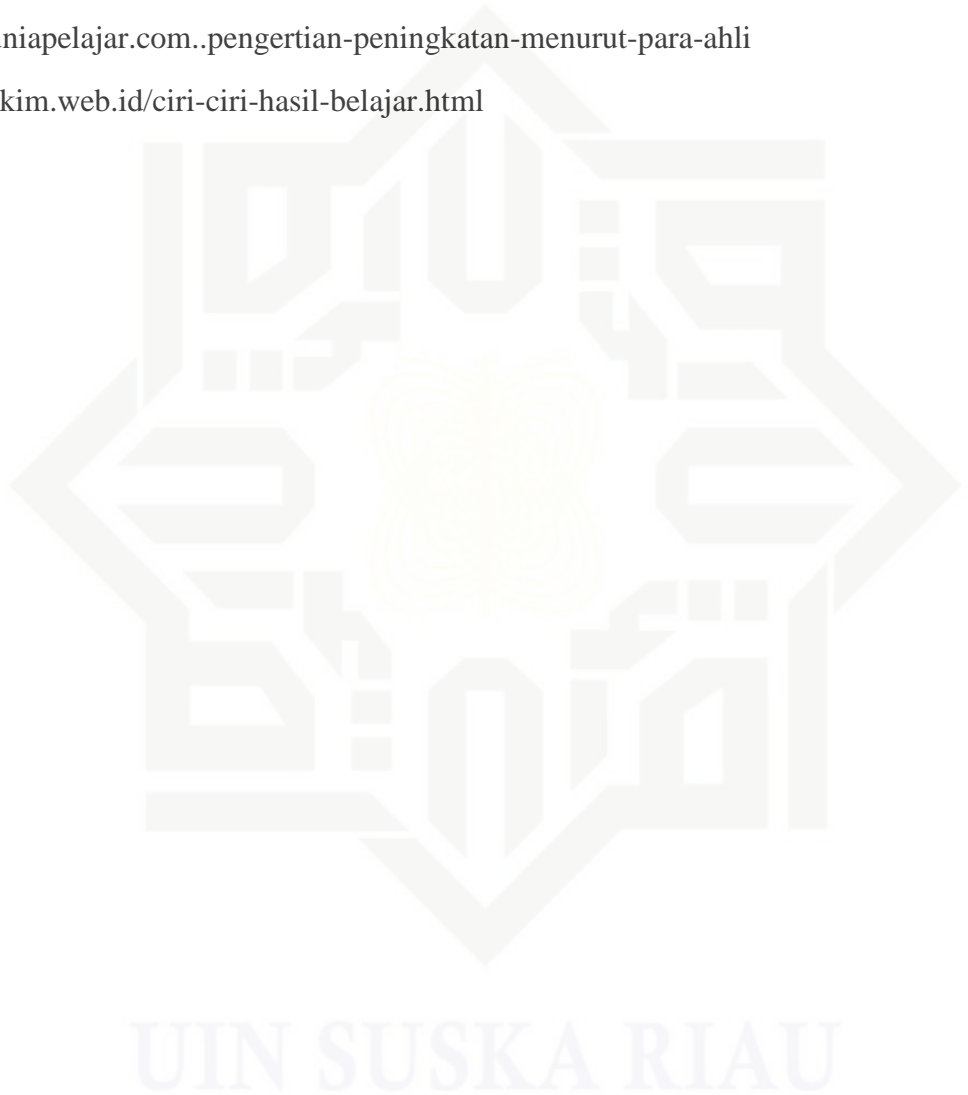 niapelajar.com..pengertian-peningkatan-menurut-para-ahli
kim.web.id/ciri-ciri-hasil-belajar.html
UIN SUSKA RIAU